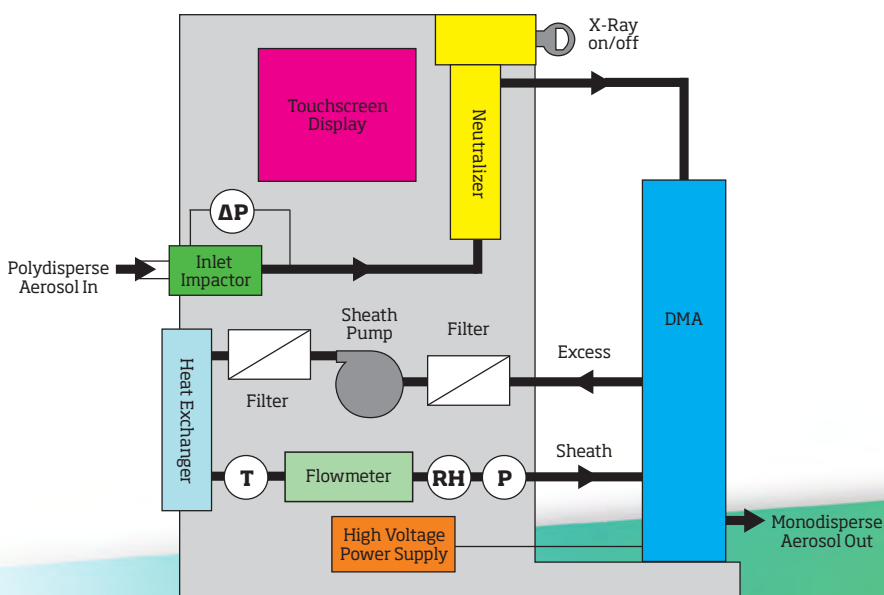 X-Ray
on/off
Touchscreen
Display
Neutralizer
ΔP
Polydisperse
Aerosol In
Inlet
Impactor
DMA
Sheath
Pump
Filter
Excess
Heat Exchanger
Filter
T
Flowmeter
RH
P
Sheath
High Voltage
Power Supply
Monodisperse
Aerosol Out